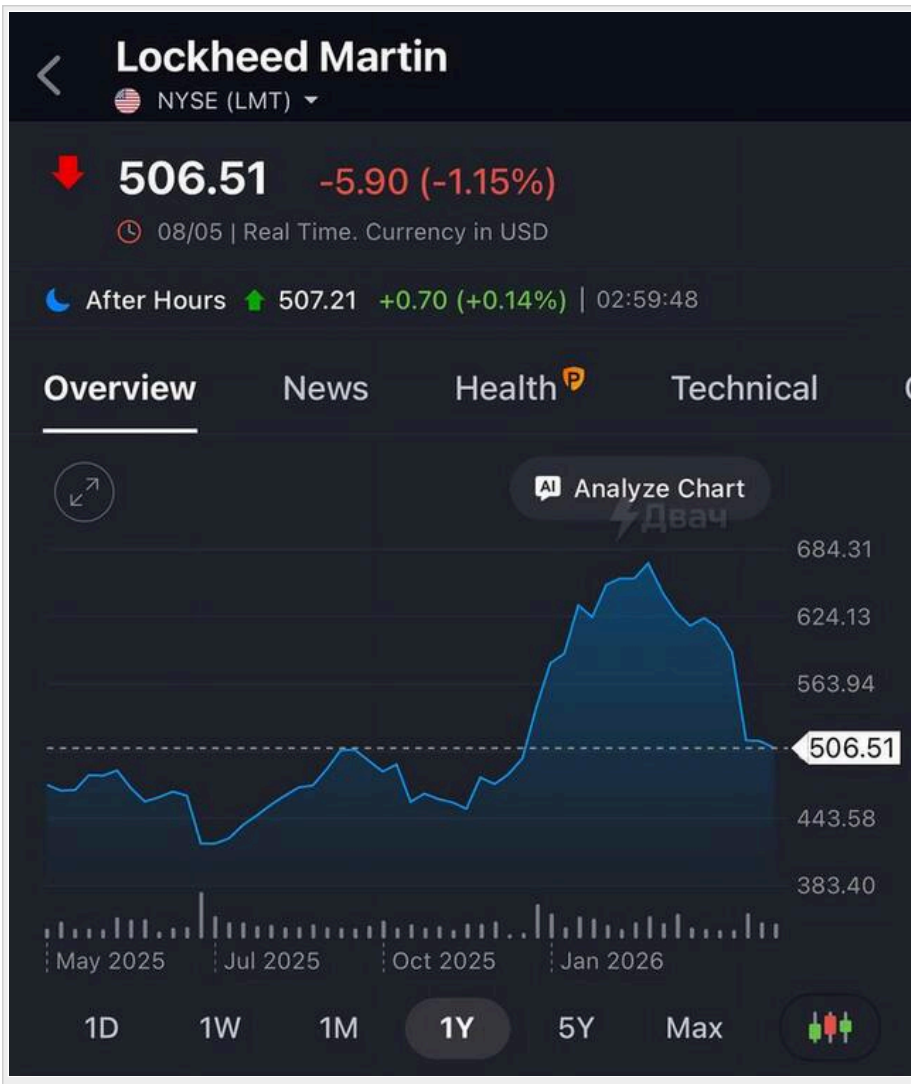 Lockheed Martin
NYSE (LMT)
506.51 -5.90 (-1.15%)
08/05 | Real Time. Currency in USD
After Hours 507.21 +0.70 (+0.14%) | 02:59:48
Overview News Health P Technical
AI Analyze Chart
Двач
684.31
624.13
563.94
506.51
443.58
383.40
May 2025 Jul 2025 Oct 2025 Jan 2026
1D 1W 1M 1Y 5Y Max